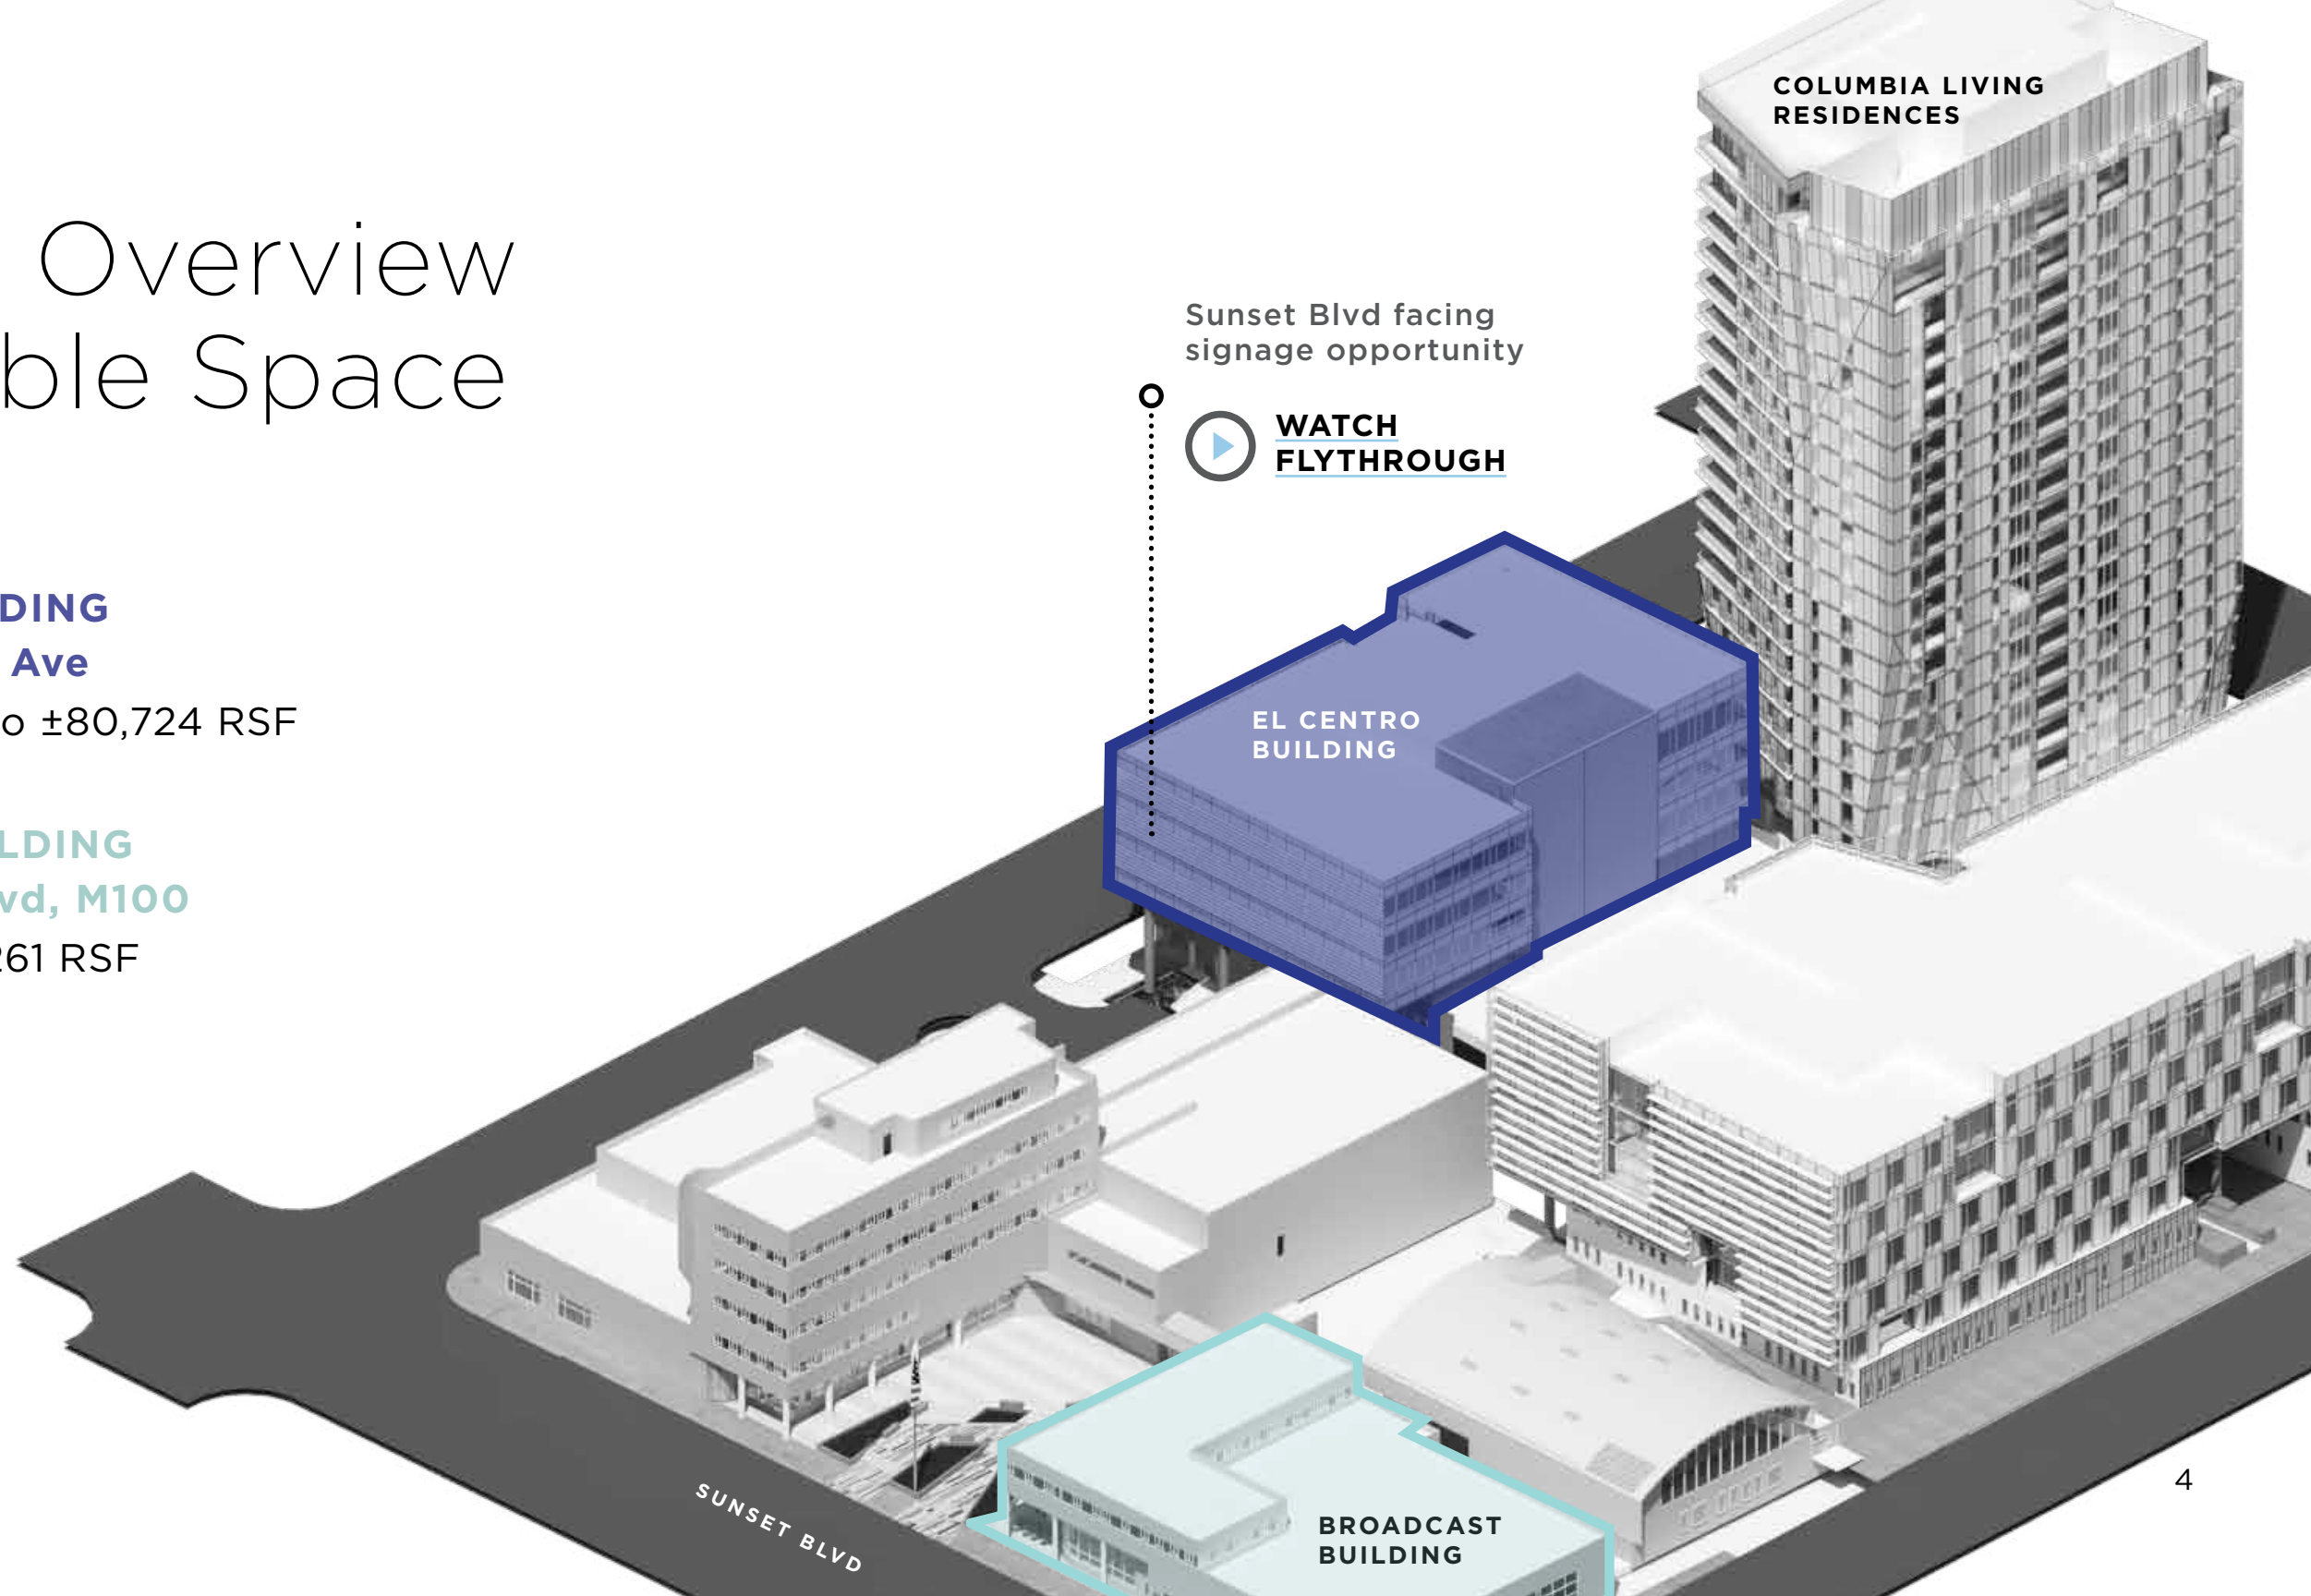 Overview
ble Space
DING
Ave
o ±80,724 RSF
LDING
vd, M100
261 RSF
Sunset Blvd facing
signage opportunity
WATCH
FLYTHROUGH
COLUMBIA LIVING
RESIDENCES
EL CENTRO
BUILDING
SUNSET BLVD
BROADCAST
BUILDING
4